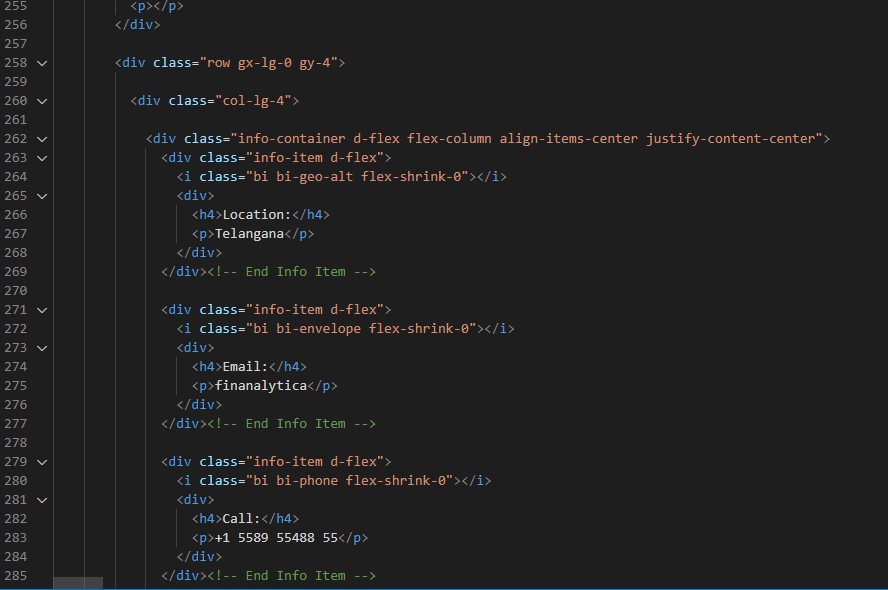 255 <p></p>
256 </div>
257
258 <div class="row gx-lg-0 gy-4">
259
260 <div class="col-lg-4">
261
262 <div class="info-container d-flex flex-column align-items-center justify-content-center">
263 <div class="info-item d-flex">
264 <i class="bi bi-geo-alt flex-shrink-0"></i>
265 <div>
266 <h4>Location:</h4>
267 <p>Telangana</p>
268 </div>
269 </div><!-- End Info Item -->
270
271 <div class="info-item d-flex">
272 <i class="bi bi-envelope flex-shrink-0"></i>
273 <div>
274 <h4>Email:</h4>
275 <p>finanalytica</p>
276 </div>
277 </div><!-- End Info Item -->
278
279 <div class="info-item d-flex">
280 <i class="bi bi-phone flex-shrink-0"></i>
281 <div>
282 <h4>Call:</h4>
283 <p>+1 5589 55488 55</p>
284 </div>
285 </div><!-- End Info Item -->